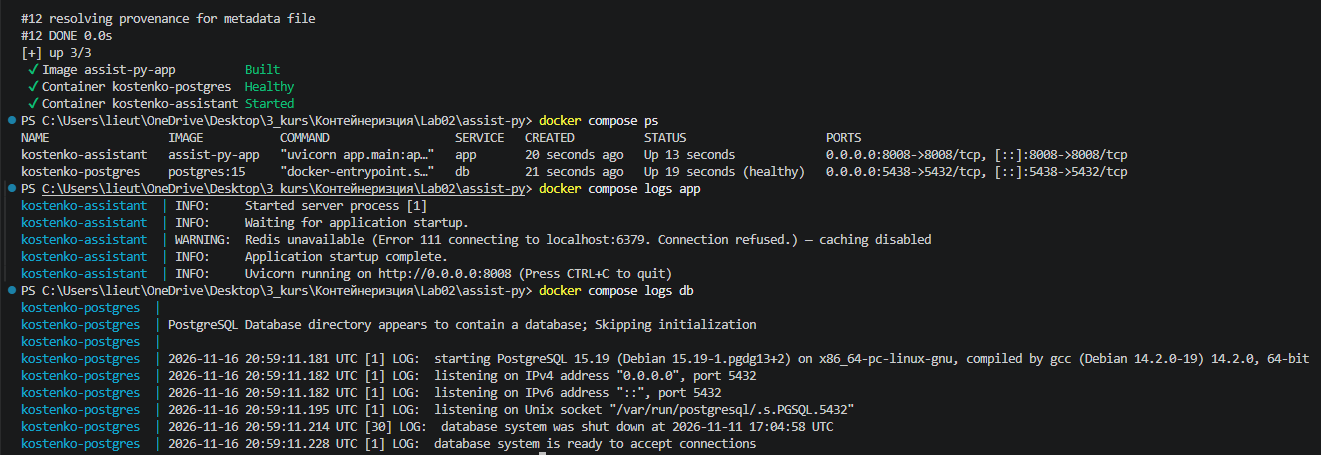 #12 resolving provenance for metadata file
#12 DONE 0.0s
[+] up 3/3
✓ Image assist-py-app Built
✓ Container kostenko-postgres Healthy
✓ Container kostenko-assistant Started
PS C:\Users\lieut\OneDrive\Desktop\3_kurs\Контейнеризція\Lab02\assist-py> docker compose ps
NAME IMAGE COMMAND SERVICE CREATED STATUS PORTS
kostenko-assistant assist-py-app "uvicorn app.main:ap…" app 20 seconds ago Up 13 seconds 0.0.0.0:8008->8008/tcp, [::]:8008->8008/tcp
kostenko-postgres postgres:15 "docker-entrypoint.s…" db 21 seconds ago Up 19 seconds (healthy) 0.0.0.0:5438->5432/tcp, [::]:5438->5432/tcp
PS C:\Users\lieut\OneDrive\Desktop\3_kurs\Контейнеризція\Lab02\assist-py> docker compose logs app
kostenko-assistant | INFO: Started server process [1]
kostenko-assistant | INFO: Waiting for application startup.
kostenko-assistant | WARNING: Redis unavailable (Error 111 connecting to localhost:6379. Connection refused.) — caching disabled
kostenko-assistant | INFO: Application startup complete.
kostenko-assistant | INFO: Uvicorn running on http://0.0.0.0:8008 (Press CTRL+C to quit)
PS C:\Users\lieut\OneDrive\Desktop\3_kurs\Контейнеризція\Lab02\assist-py> docker compose logs db
kostenko-postgres |
kostenko-postgres | PostgreSQL Database directory appears to contain a database; Skipping initialization
kostenko-postgres |
kostenko-postgres | 2026-11-16 20:59:11.181 UTC [1] LOG: starting PostgreSQL 15.19 (Debian 15.19-1.pgdg13+2) on x86_64-pc-linux-gnu, compiled by gcc (Debian 14.2.0-19) 14.2.0, 64-bit
kostenko-postgres | 2026-11-16 20:59:11.182 UTC [1] LOG: listening on IPv4 address "0.0.0.0", port 5432
kostenko-postgres | 2026-11-16 20:59:11.182 UTC [1] LOG: listening on IPv6 address "::", port 5432
kostenko-postgres | 2026-11-16 20:59:11.195 UTC [1] LOG: listening on Unix socket "/var/run/postgresql/.s.PGSQL.5432"
kostenko-postgres | 2026-11-16 20:59:11.214 UTC [30] LOG: database system was shut down at 2026-11-11 17:04:58 UTC
kostenko-postgres | 2026-11-16 20:59:11.228 UTC [1] LOG: database system is ready to accept connections